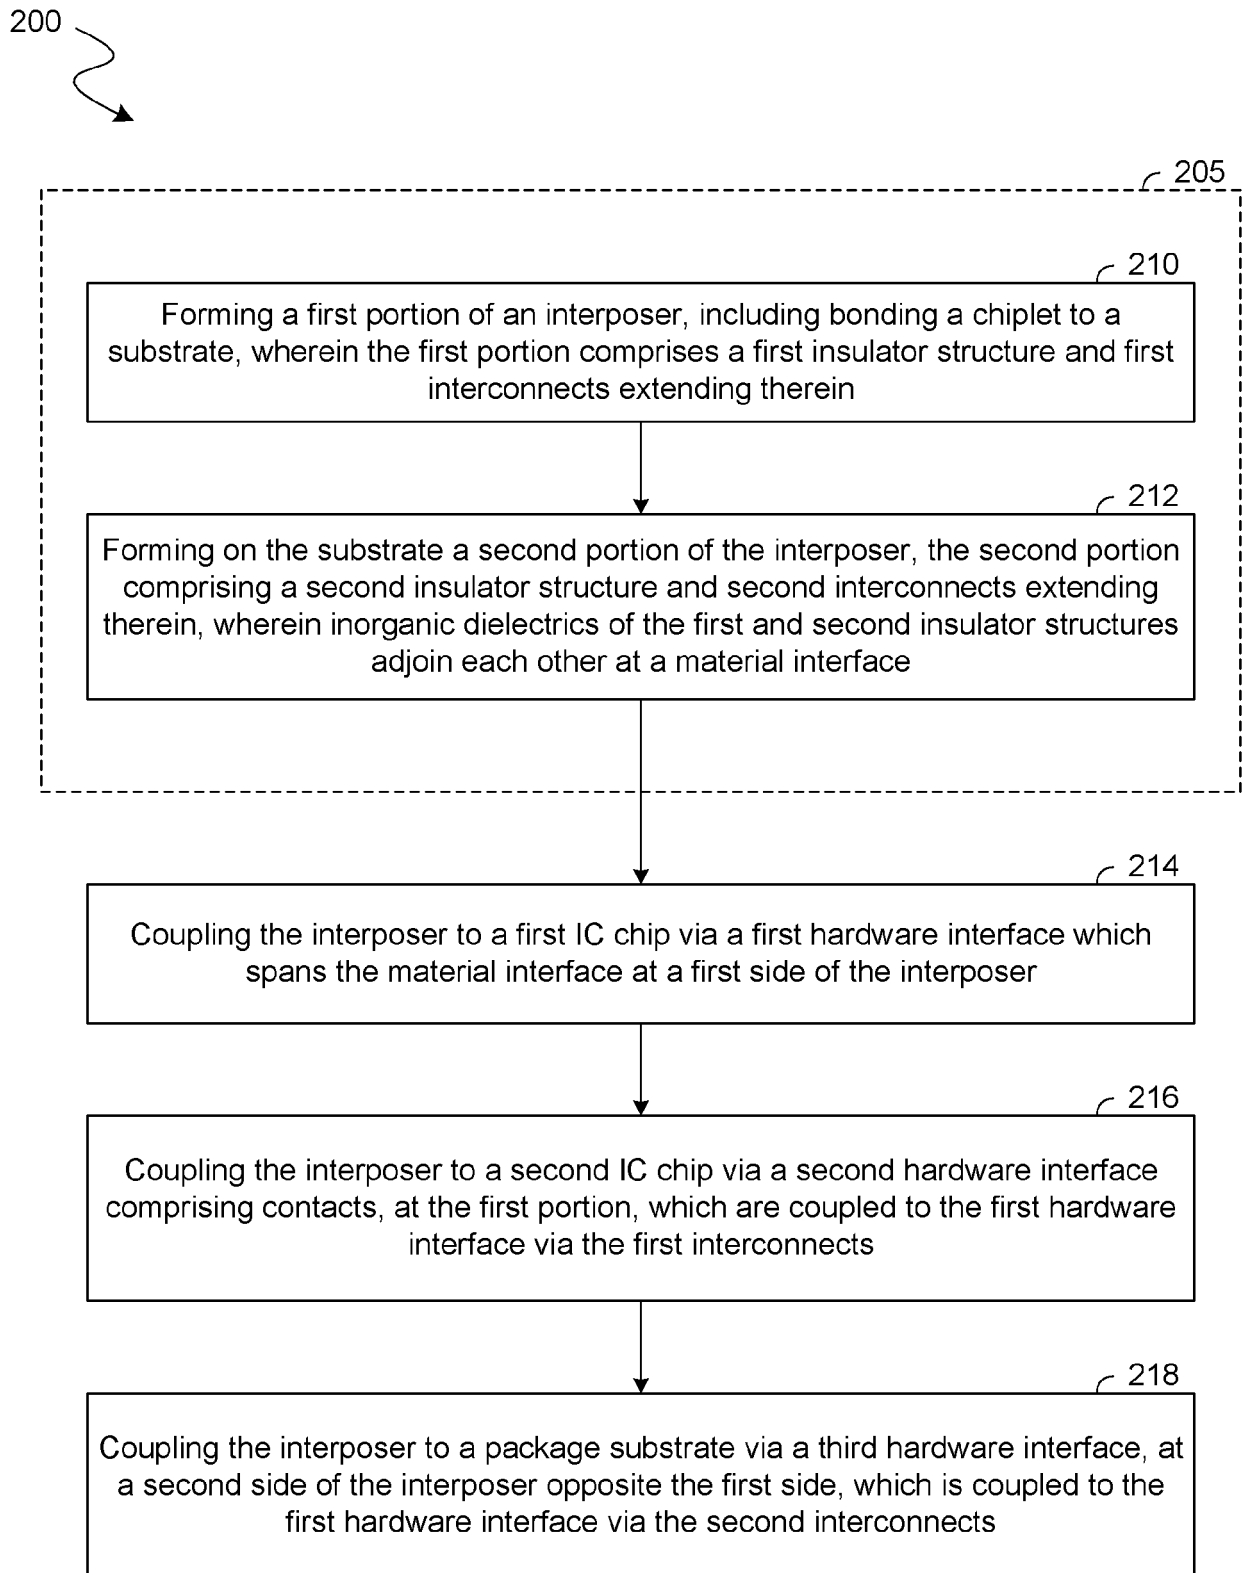 200
205
210
Forming a first portion of an interposer, including bonding a chiplet to a
substrate, wherein the first portion comprises a first insulator structure and first
interconnects extending therein
212
Forming on the substrate a second portion of the interposer, the second portion
comprising a second insulator structure and second interconnects extending
therein, wherein inorganic dielectrics of the first and second insulator structures
adjoin each other at a material interface
214
Coupling the interposer to a first IC chip via a first hardware interface which
spans the material interface at a first side of the interposer
216
Coupling the interposer to a second IC chip via a second hardware interface
comprising contacts, at the first portion, which are coupled to the first hardware
interface via the first interconnects
218
Coupling the interposer to a package substrate via a third hardware interface, at
a second side of the interposer opposite the first side, which is coupled to the
first hardware interface via the second interconnects